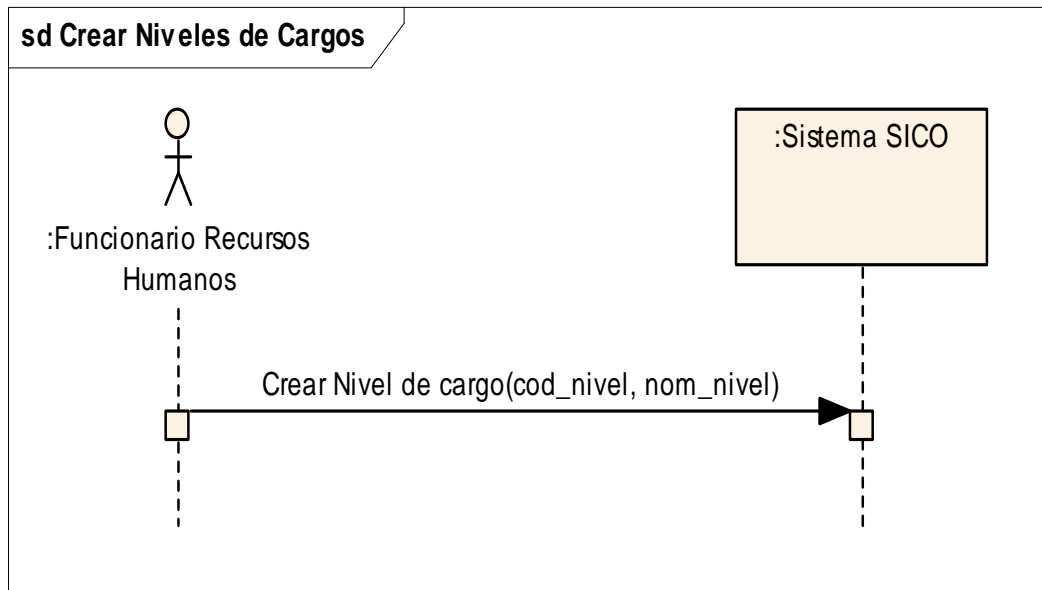 sd Crear Niveles de Cargos
:Sistema SICO
:Funcionario Recursos
Humanos
Crear Nivel de cargo(cod_nivel, nom_nivel)